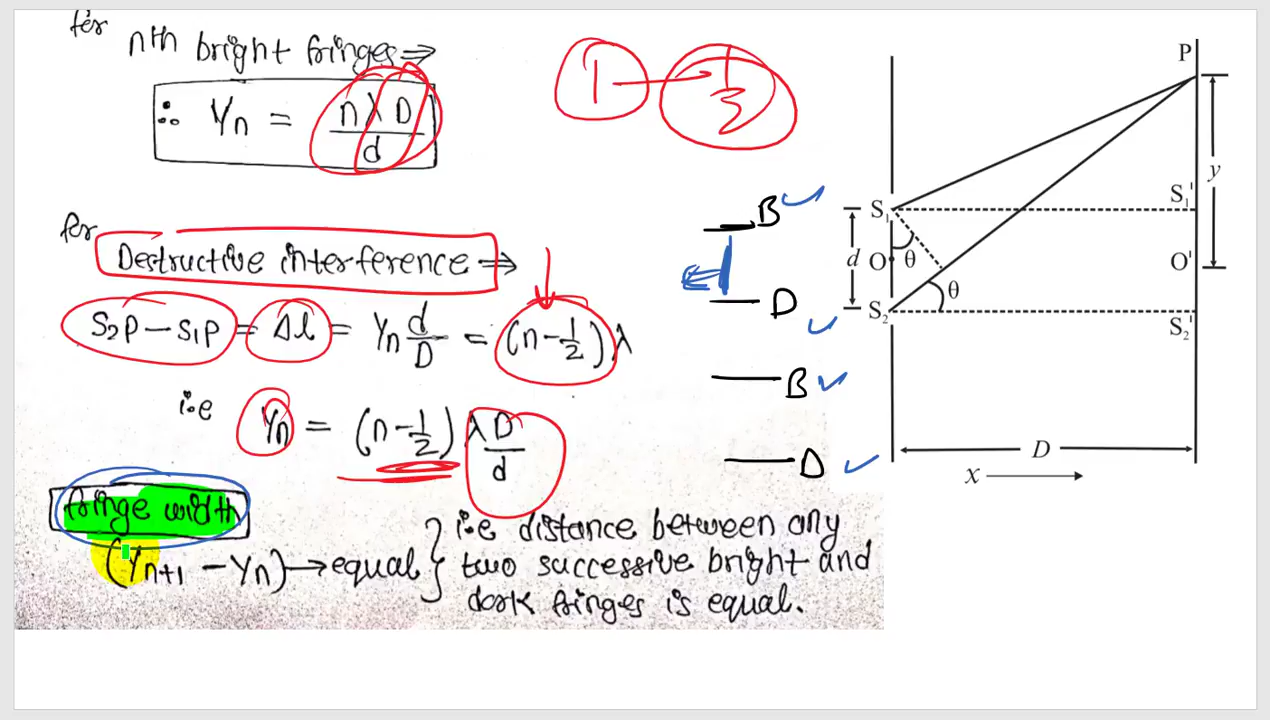 for
nth bright fringes ⇒
∴ Yn = nλD/d
1 → 1 3
for
Destructive interference ⇒
S2P – S1P = Δl = Yn d/D = (n – 1/2) λ
i.e Yn = (n – 1/2) λ D/d
fringe width
(Yn+1 – Yn) → equal } i.e distance between any
two successive bright and
dark fringes is equal.
B
D
B
D
P
y
S1
S1'
d
O
θ
O'
θ
S2
S2'
D
x